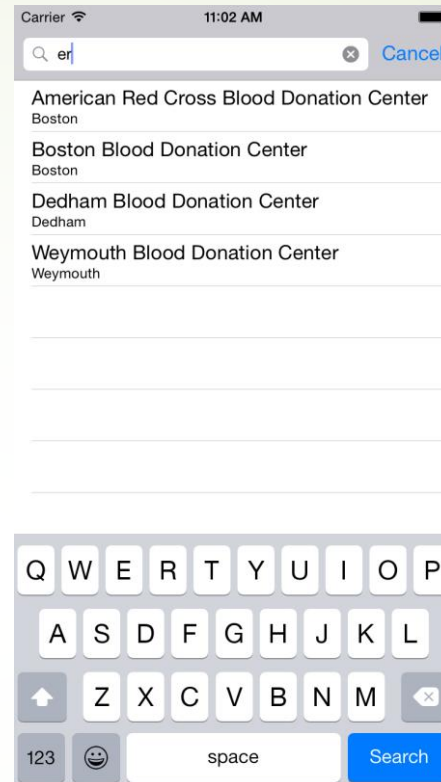 Carrier 11:02 AM
er Cancel
American Red Cross Blood Donation Center
Boston
Boston Blood Donation Center
Boston
Dedham Blood Donation Center
Dedham
Weymouth Blood Donation Center
Weymouth
Q W E R T Y U I O P
A S D F G H J K L
Z X C V B N M
123 space Search